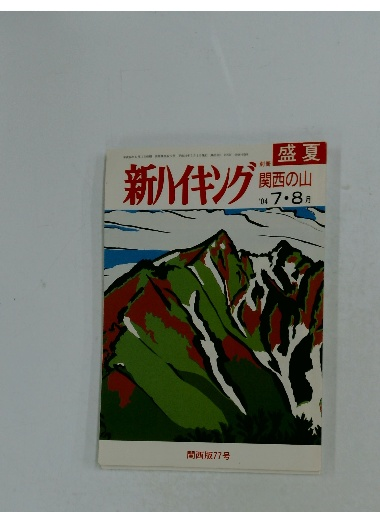 盛夏
新ハイキング
別冊
関西の山
'04 7・8月
関西版77号